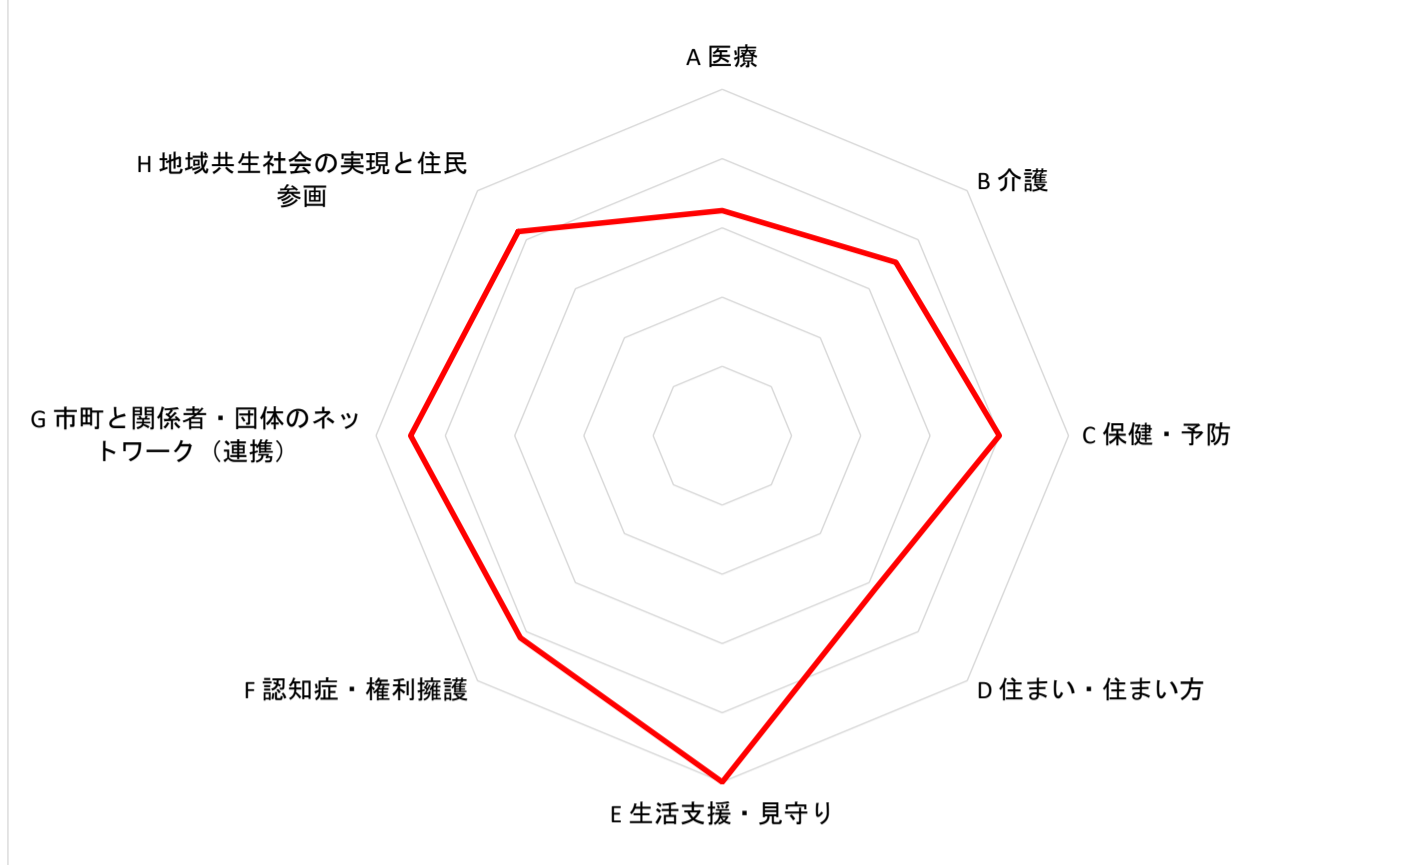 A 医療
B 介護
C 保健・予防
D 住まい・住まい方
E 生活支援・見守り
F 認知症・権利擁護
G 市町と関係者・団体のネッ
トワーク（連携）
H 地域共生社会の実現と住民
参画